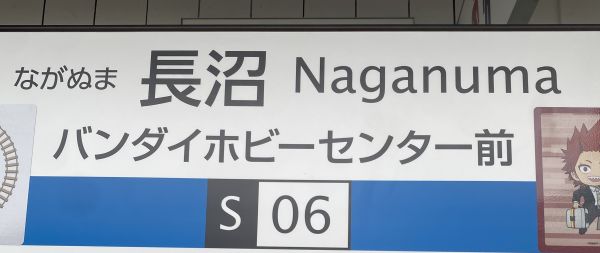 ながぬま 長沼 Naganuma
バンダイホビーセンター前
S 06